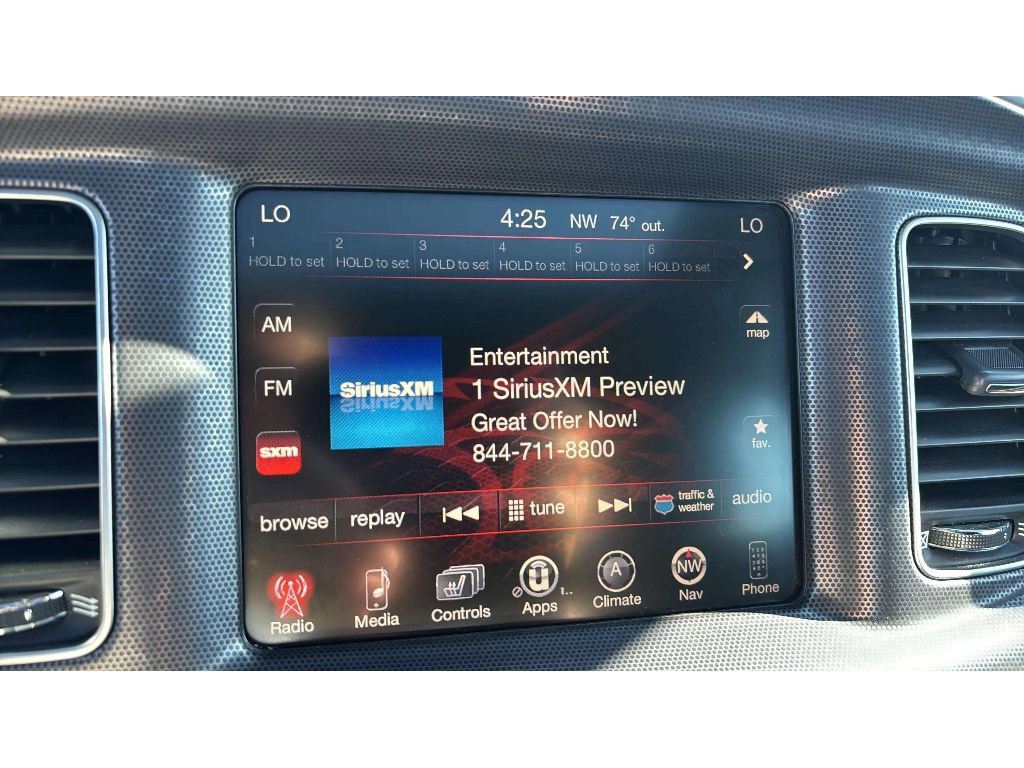 LO 4:25 NW 74° out. LO
1 2 3 4 5 6
HOLD to set HOLD to set HOLD to set HOLD to set HOLD to set HOLD to set
AM
map
Entertainment
SiriusXM
1 SiriusXM Preview
FM
Great Offer Now!
fav.
sxm
844-711-8800
browse replay tune traffic & weather audio
Radio Media Controls Apps 1.. A Climate NW Nav Phone